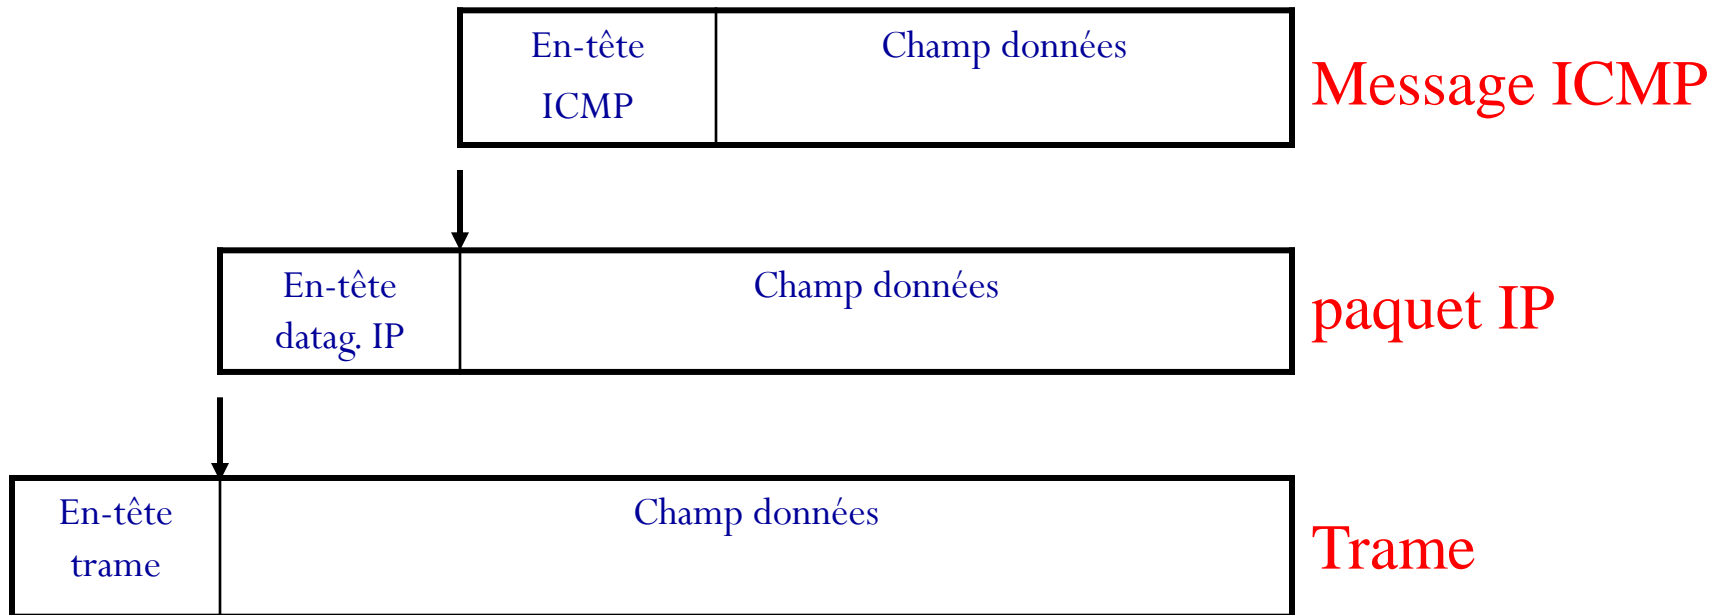 En-tête
ICMP
Champ données
Message ICMP
En-tête
datag. IP
Champ données
paquet IP
En-tête
trame
Champ données
Trame